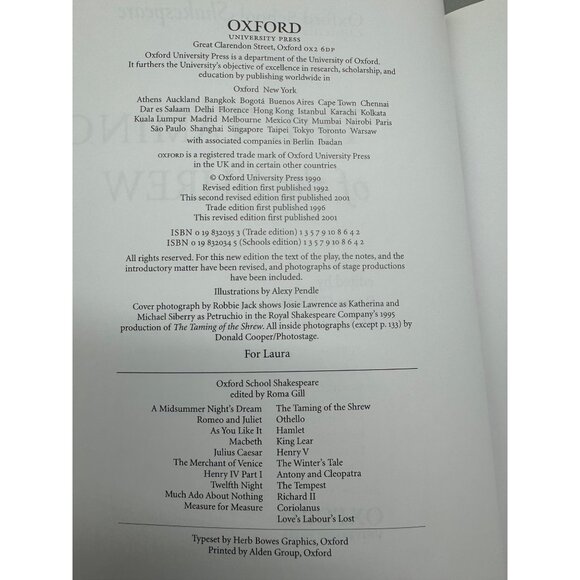 OXFORD
UNIVERSITY PRESS
Great Clarendon Street, Oxford OX2 6DP
Oxford University Press is a department of the University of Oxford.
It furthers the University's objective of excellence in research, scholarship, and
education by publishing worldwide in
Oxford New York
Athens Auckland Bangkok Bogotá Buenos Aires Cape Town Chennai
Dar es Salaam Delhi Florence Hong Kong Istanbul Karachi Kolkata
Kuala Lumpur Madrid Melbourne Mexico City Mumbai Nairobi Paris
São Paulo Shanghai Singapore Taipei Tokyo Toronto Warsaw
with associated companies in Berlin Ibadan
OXFORD is a registered trade mark of Oxford University Press
in the UK and in certain other countries
© Oxford University Press 1990
Revised edition first published 1992
This second revised edition first published 2001
Trade edition first published 1996
This revised edition first published 2001
ISBN 0 19 832035 3 (Trade edition) 1 3 5 7 9 10 8 6 4 2
ISBN 0 19 832034 5 (Schools edition) 1 3 5 7 9 10 8 6 4 2
All rights reserved. For this new edition the text of the play, the notes, and the
introductory matter have been revised, and photographs of stage productions
have been included.
Illustrations by Alexy Pendle
Cover photograph by Robbie Jack shows Josie Lawrence as Katherina and
Michael Siberry as Petruchio in the Royal Shakespeare Company's 1995
production of The Taming of the Shrew. All inside photographs (except p. 133) by
Donald Cooper/Photostage.
For Laura
Oxford School Shakespeare
edited by Roma Gill
A Midsummer Night's Dream The Taming of the Shrew
Romeo and Juliet Othello
As You Like It Hamlet
Macbeth King Lear
Julius Caesar Henry V
The Merchant of Venice The Winter's Tale
Henry IV Part I Antony and Cleopatra
Twelfth Night The Tempest
Much Ado About Nothing Richard II
Measure for Measure Coriolanus
Love's Labour's Lost
Typeset by Herb Bowes Graphics, Oxford
Printed by Alden Group, Oxford